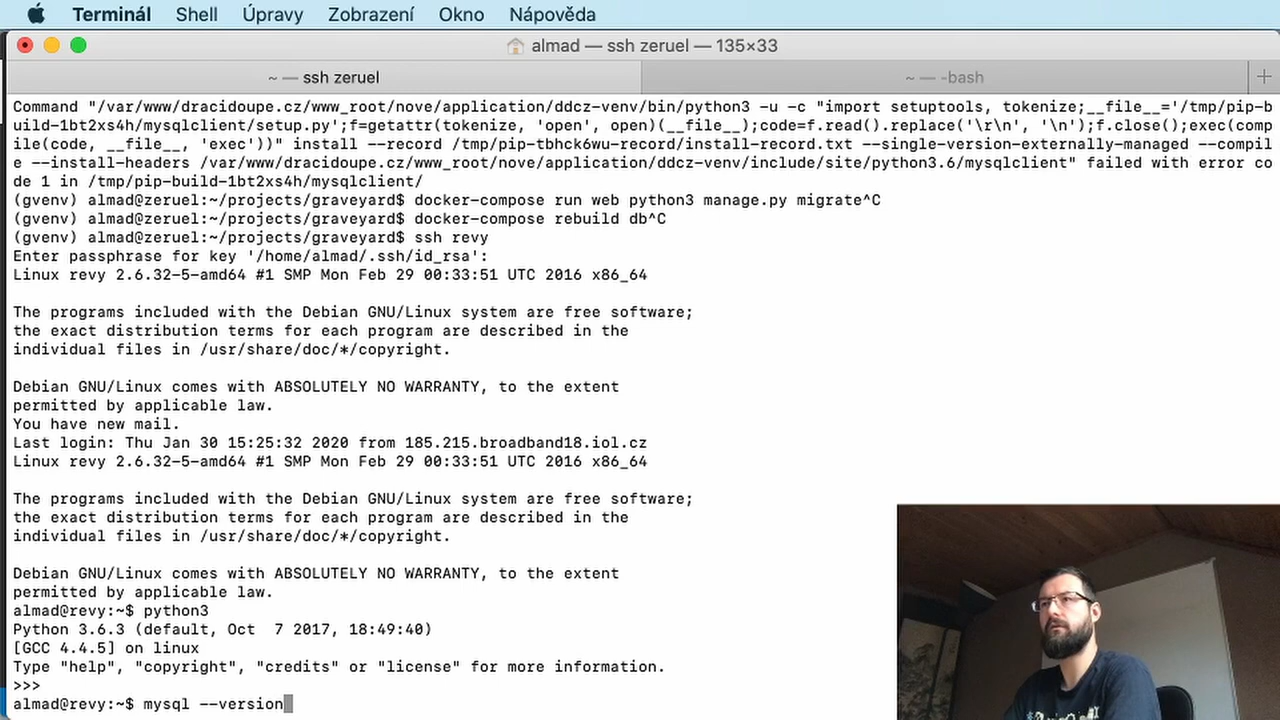 Terminál Shell Úpravy Zobrazení Okno Nápověda
almad — ssh zeruel — 135×33
~ — ssh zeruel
~ — -bash
Command "/var/www/dracidoupe.cz/www_root/nove/application/ddcz-venv/bin/python3 -u -c "import setuptools, tokenize;__file__='/tmp/pip-b
uild-1bt2xs4h/mysqlclient/setup.py';f=getattr(tokenize, 'open', open)(__file__);code=f.read().replace('\r\n', '\n');f.close();exec(comp
ile(code, __file__, 'exec'))" install --record /tmp/pip-tbhck6wu-record/install-record.txt --single-version-externally-managed --compil
e --install-headers /var/www/dracidoupe.cz/www_root/nove/application/ddcz-venv/include/site/python3.6/mysqlclient" failed with error co
de 1 in /tmp/pip-build-1bt2xs4h/mysqlclient/
(gvenv) almad@zeruel:~/projects/graveyard$ docker-compose run web python3 manage.py migrate^C
(gvenv) almad@zeruel:~/projects/graveyard$ docker-compose rebuild db^C
(gvenv) almad@zeruel:~/projects/graveyard$ ssh revy
Enter passphrase for key '/home/almad/.ssh/id_rsa':
Linux revy 2.6.32-5-amd64 #1 SMP Mon Feb 29 00:33:51 UTC 2016 x86_64

The programs included with the Debian GNU/Linux system are free software;
the exact distribution terms for each program are described in the
individual files in /usr/share/doc/*/copyright.

Debian GNU/Linux comes with ABSOLUTELY NO WARRANTY, to the extent
permitted by applicable law.
You have new mail.
Last login: Thu Jan 30 15:25:32 2020 from 185.215.broadband18.iol.cz
Linux revy 2.6.32-5-amd64 #1 SMP Mon Feb 29 00:33:51 UTC 2016 x86_64

The programs included with the Debian GNU/Linux system are free software;
the exact distribution terms for each program are described in the
individual files in /usr/share/doc/*/copyright.

Debian GNU/Linux comes with ABSOLUTELY NO WARRANTY, to the extent
permitted by applicable law.
almad@revy:~$ python3
Python 3.6.3 (default, Oct  7 2017, 18:49:40)
[GCC 4.4.5] on linux
Type "help", "copyright", "credits" or "license" for more information.
>>>
almad@revy:~$ mysql --version